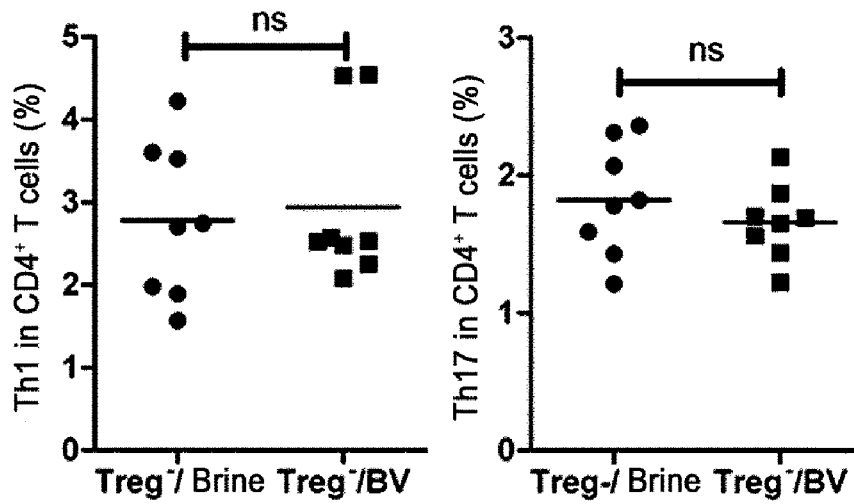 ns
5
4
3
2
1
0
Th1 in CD4⁺ T cells (%)
Treg⁻/ Brine Treg⁻/BV
ns
3
2
1
0
Th17 in CD4⁺ T cells (%)
Treg-/ Brine Treg⁻/BV